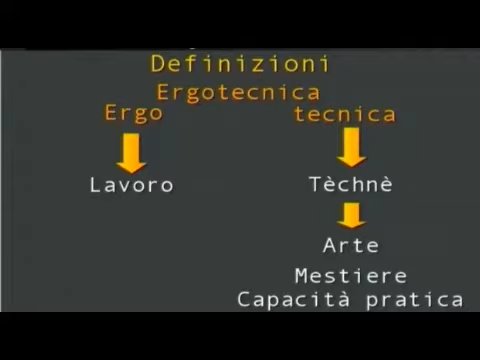 Definizioni
Ergotecnica
Ergo tecnica
Lavoro Tèchnè
Arte
Mestiere
Capacità pratica